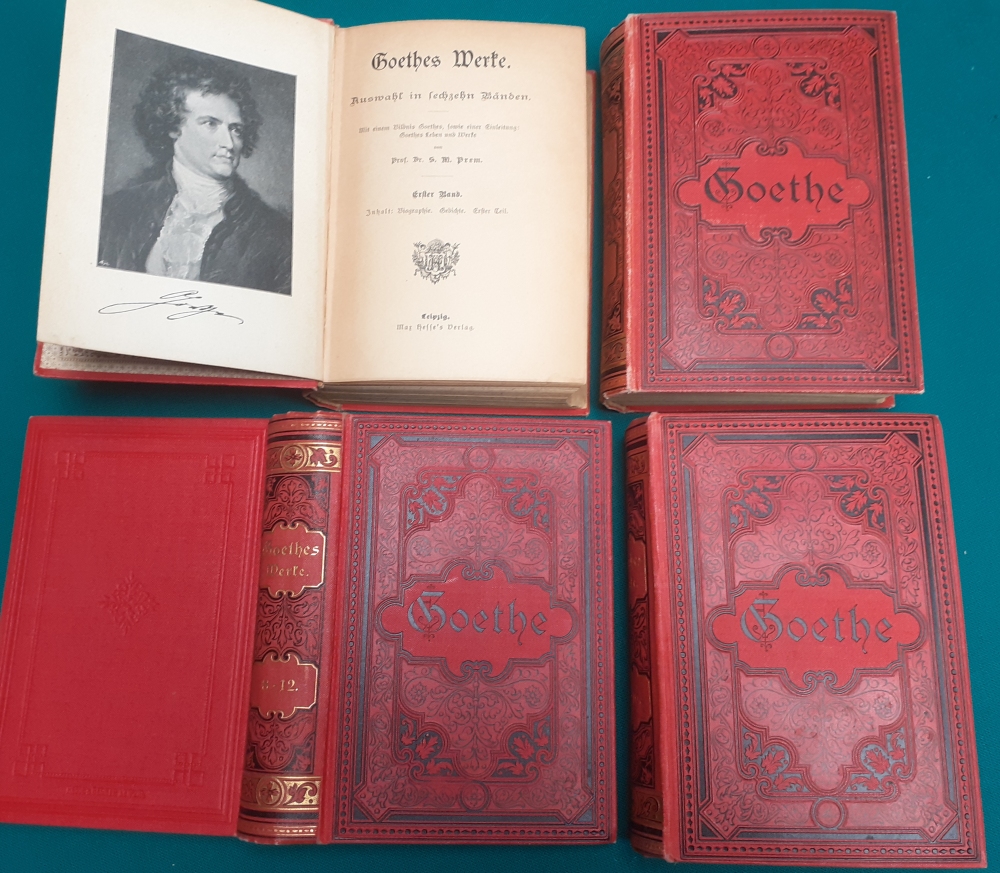 Goethes Werke.
Auswahl in sechzehn Bänden.
Mit einem Bildnis Goethes, sowie einer Einleitung:
Goethes Leben und Werke
von
Prof. Dr. S. M. Prem.
Erster Band.
Inhalt: Biographie. Gedichte. Erster Teil.
Leipzig.
Max Hesse's Verlag.
Goethe
Goethes
Werke.
8-12.
Goethe
Goethe